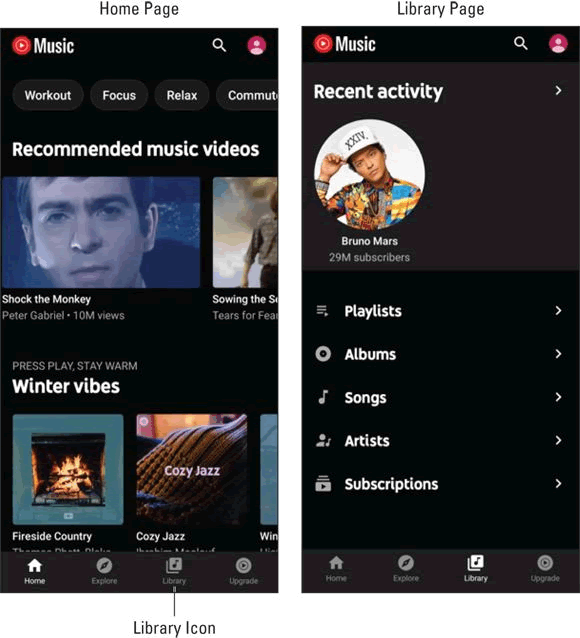 Home Page
Music
Workout Focus Relax Commut
Recommended music videos
Shock the Monkey
Peter Gabriel • 10M views
Sowing the Se
Tears for Fear
PRESS PLAY, STAY WARM
Winter vibes
Cozy Jazz
Fireside Country
Cozy Jazz
Win
Thomas Rhett, Blake
Ibrahim Maalouf
Home Explore Library Upgrade
Library Icon
Library Page
Music
Recent activity
XXIV.
Bruno Mars
29M subscribers
Playlists
Albums
Songs
Artists
Subscriptions
Home Explore Library Upgrade